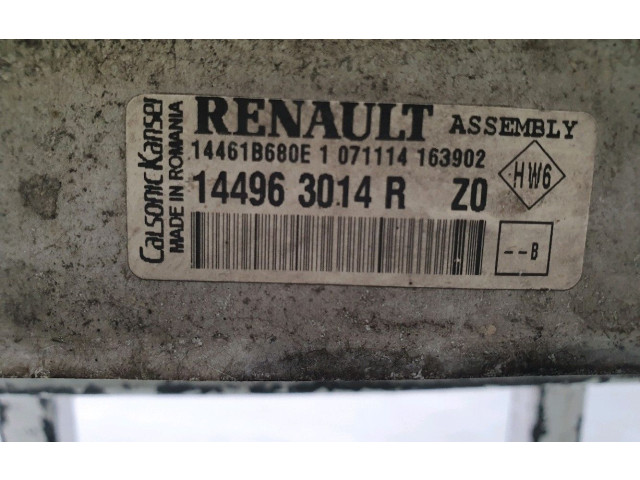 Calsonic Kansei
MADE IN ROMANIA
RENAULT ASSEMBLY
14461B680E 1 071114 163902
14496 3014 R Z0
HW6
--B